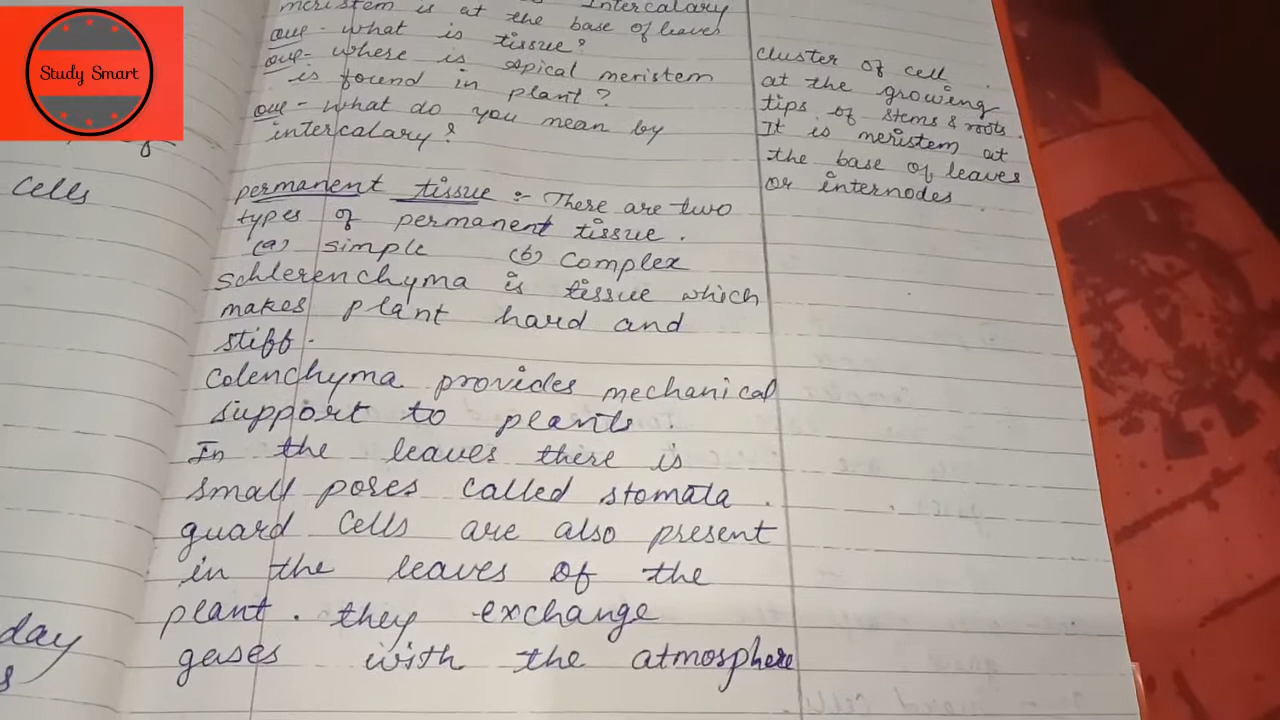 Study Smart
Intercalary
meristem is at the base of leaves
que - what is tissue?
que - where is apical meristem
is found in plant?
que - what do you mean by
intercalary?
permanent tissue :- There are two
types of permanent tissue.
(a) simple (b) complex
schlerenchyma is tissue which
makes plant hard and
stiff.
colenchyma provides mechanical
support to plants.
In the leaves there is
small pores called stomata.
guard cells are also present
in the leaves of the
plant. they exchange
gases with the atmosphere
cluster of cell
at the growing
tips of stems & roots.
It is meristem at
the base of leaves
or internodes.
cells
day